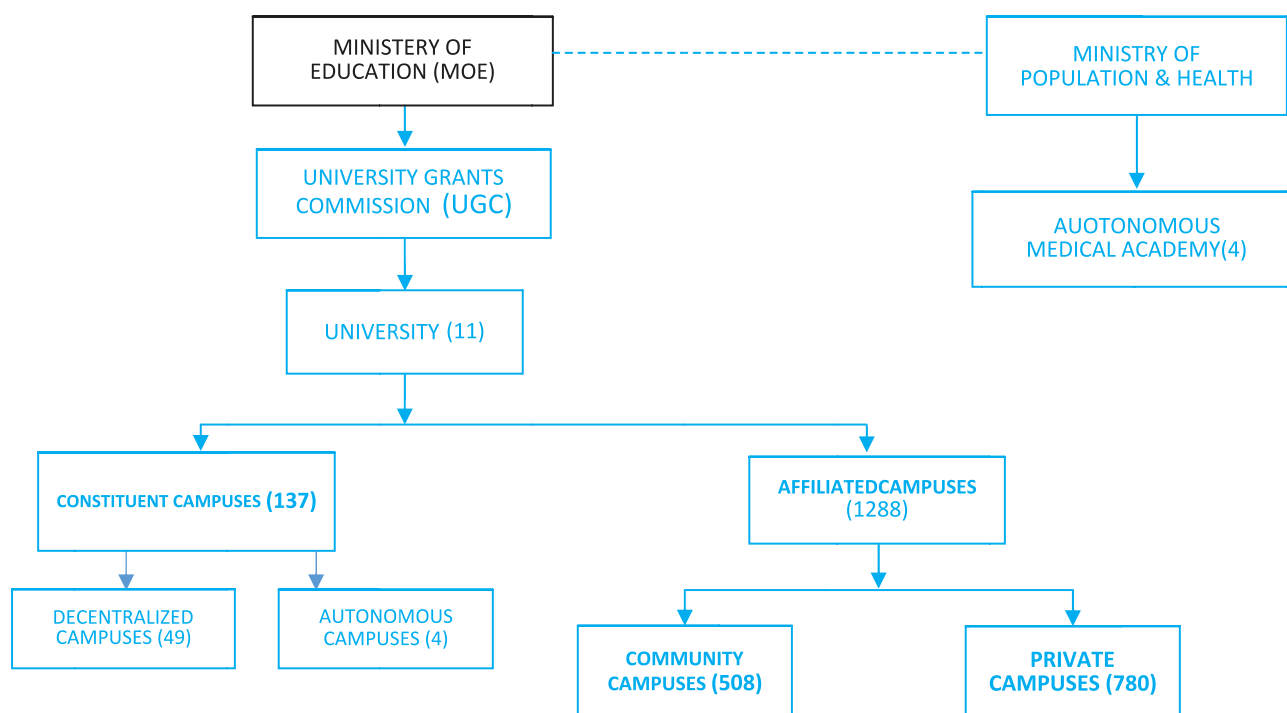 MINISTERY OF
EDUCATION (MOE)
MINISTRY OF
POPULATION & HEALTH
UNIVERSITY GRANTS
COMMISSION (UGC)
AUOTONOMOUS
MEDICAL ACADEMY(4)
UNIVERSITY (11)
CONSTITUENT CAMPUSES (137)
AFFILIATEDCAMPUSES
(1288)
DECENTRALIZED
CAMPUSES (49)
AUTONOMOUS
CAMPUSES (4)
COMMUNITY
CAMPUSES (508)
PRIVATE
CAMPUSES (780)